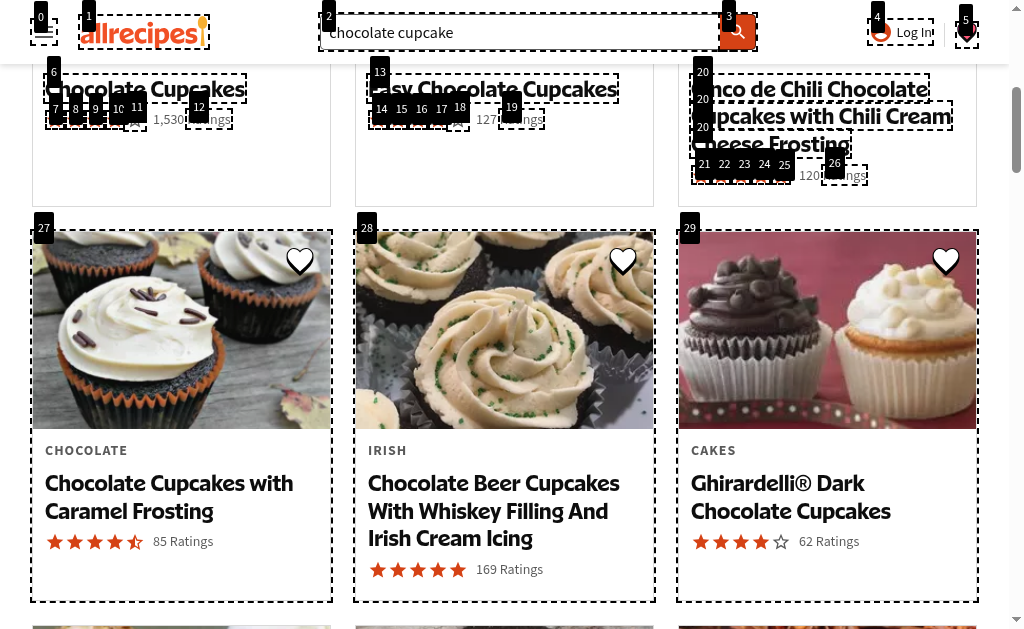 0
1
allrecipes
2
chocolate cupcake
3
4
Log In
5
6
Chocolate Cupcakes
7 8 9 10 11
1,530
12
Ratings
13
Easy Chocolate Cupcakes
14 15 16 17 18
127
19
Ratings
20
Cinco de Chili Chocolate
20
Cupcakes with Chili Cream
20
Cheese Frosting
21 22 23 24 25
120
26
Ratings
27
CHOCOLATE
Chocolate Cupcakes with
Caramel Frosting
85 Ratings
28
IRISH
Chocolate Beer Cupcakes
With Whiskey Filling And
Irish Cream Icing
169 Ratings
29
CAKES
Ghirardelli® Dark
Chocolate Cupcakes
62 Ratings